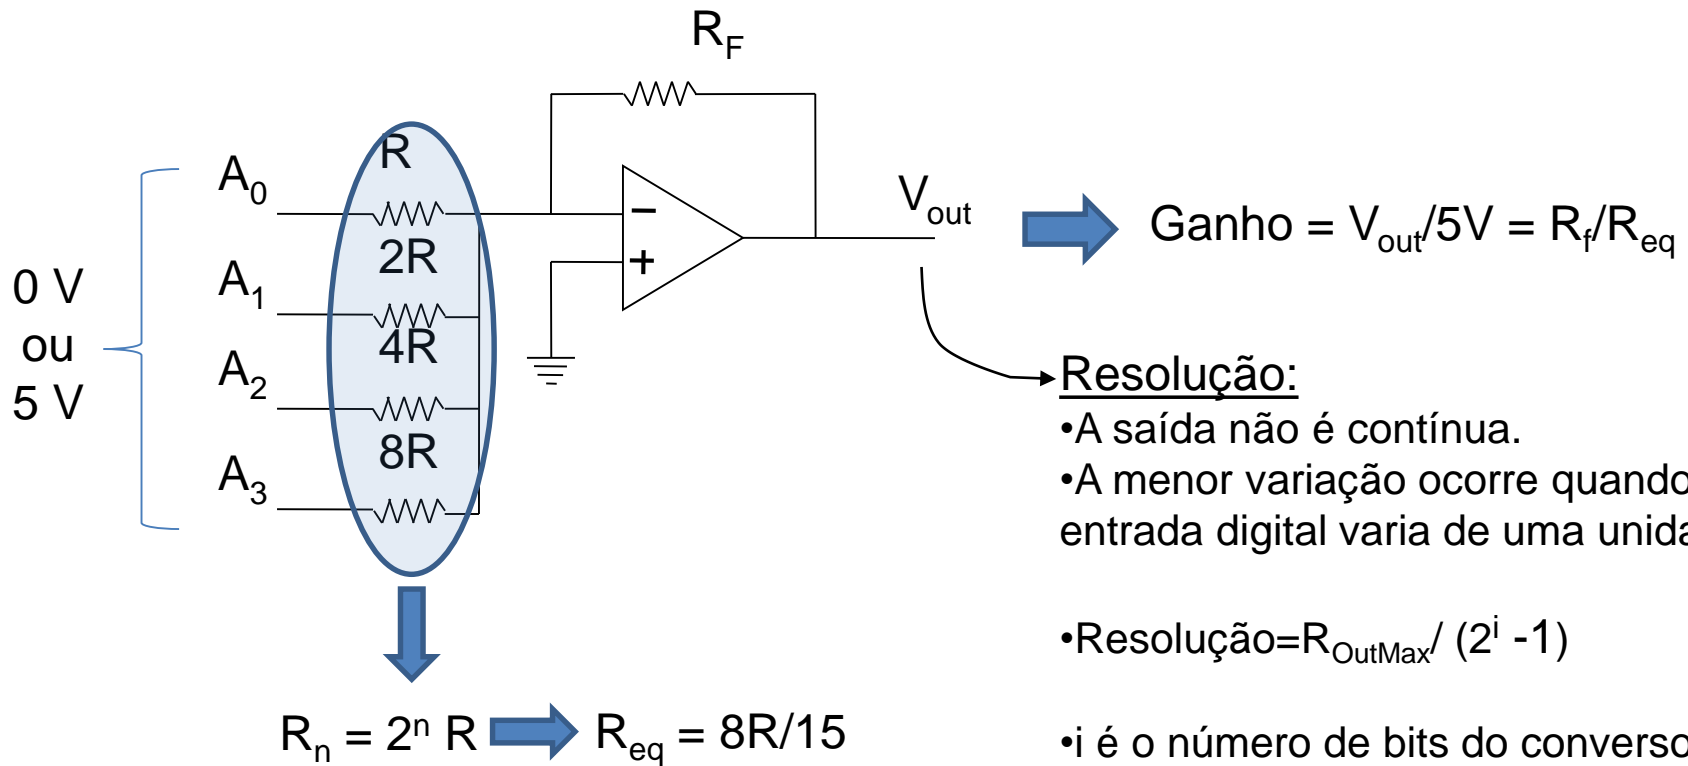 R_F
R
A_0
2R
A_1
4R
A_2
8R
A_3
0 V
ou
5 V
−
+
V_out
Ganho = V_out/5V = R_f/R_eq
Resolução:
•A saída não é contínua.
•A menor variação ocorre quando
entrada digital varia de uma unida
•Resolução=R_OutMax/ (2^i -1)
•i é o número de bits do converso
R_n = 2^n R
R_eq = 8R/15